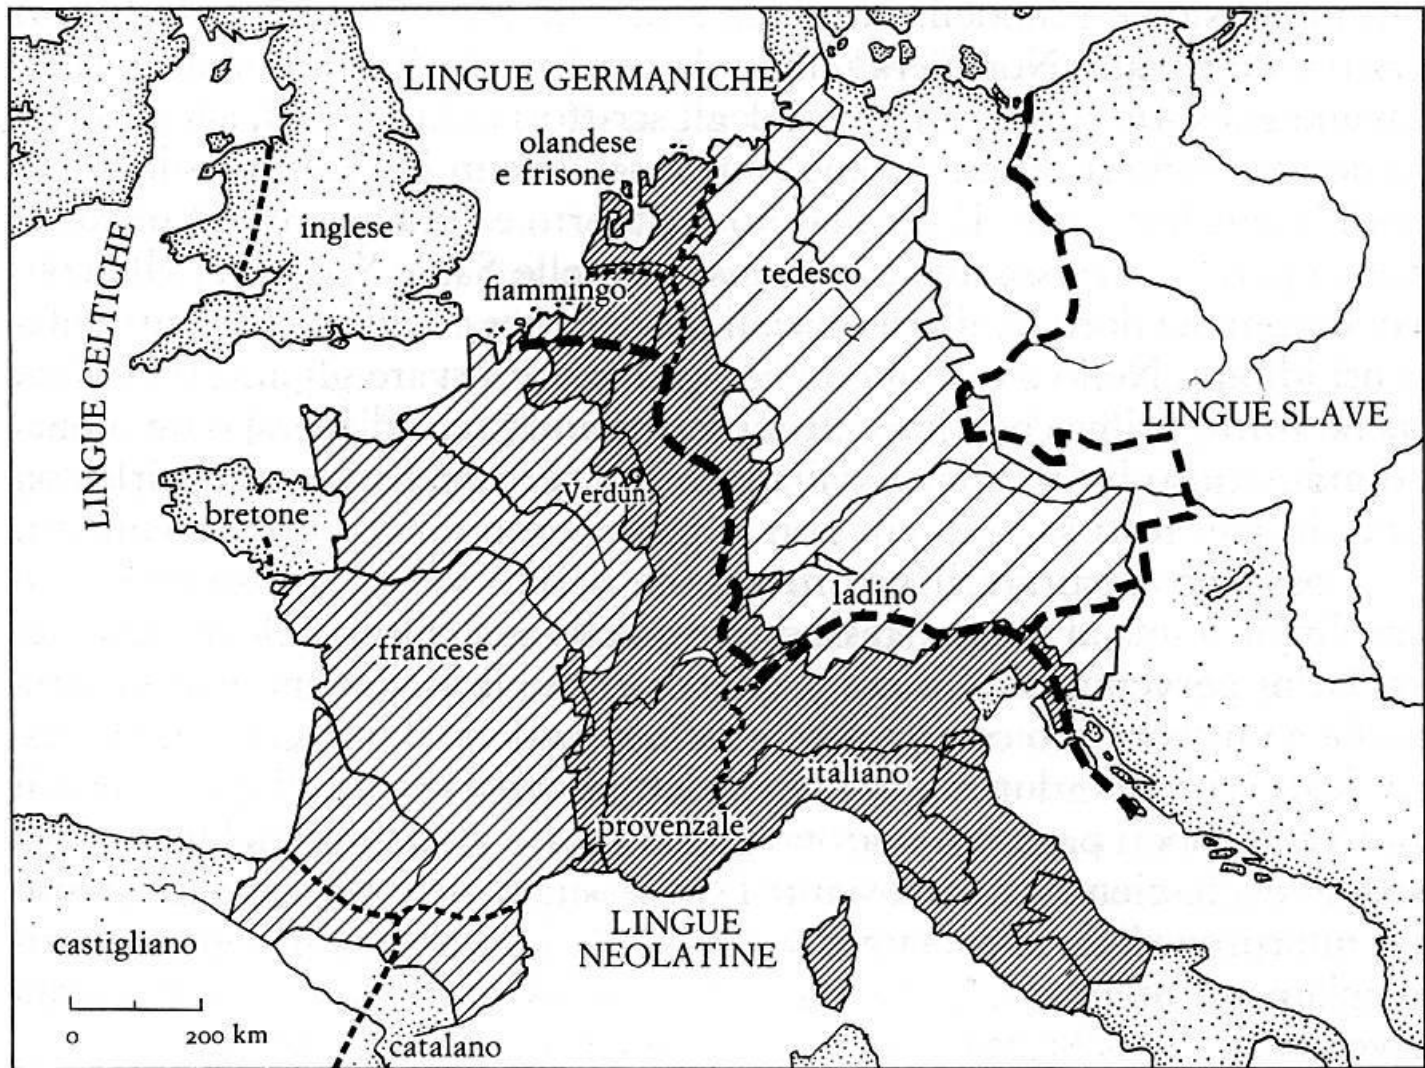 LINGUE GERMANICHE
olandese
e frisone
inglese
LINGUE CELTICHE
fiammingo
tedesco
LINGUE SLAVE
Verdun
bretone
ladino
francese
italiano
provenzale
LINGUE
NEOLATINE
castigliano
0 200 km
catalano